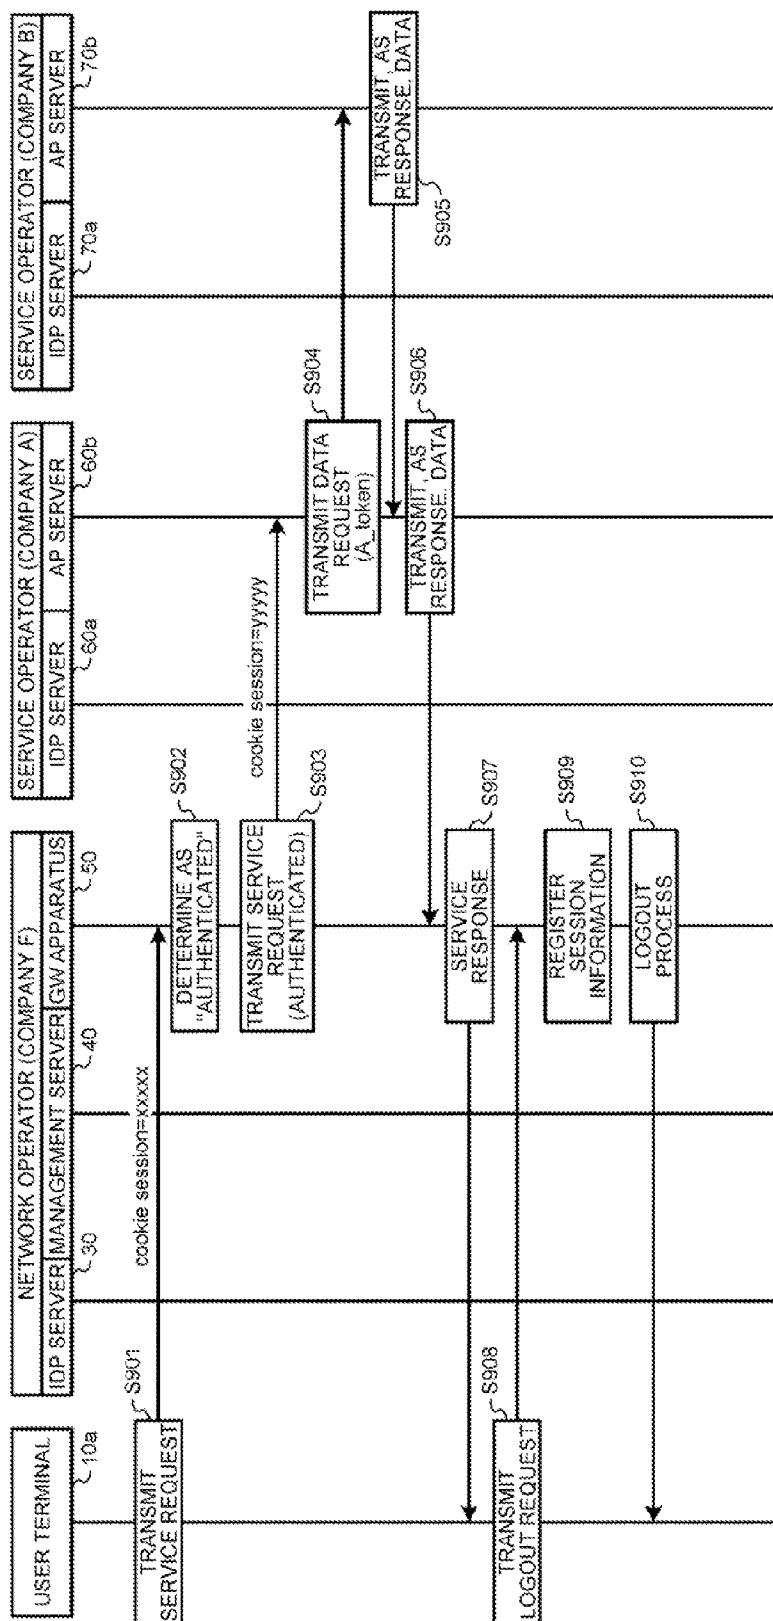 USER TERMINAL
10a
NETWORK OPERATOR (COMPANY F)
IDP SERVER
MANAGEMENT SERVER
GW APPARATUS
30
40
50
SERVICE OPERATOR (COMPANY A)
IDP SERVER
AP SERVER
60a
60b
SERVICE OPERATOR (COMPANY B)
IDP SERVER
AP SERVER
70a
70b
S901
TRANSMIT
SERVICE REQUEST
cookie session=xxxxx
S902
DETERMINE AS
"AUTHENTICATED"
TRANSMIT SERVICE
REQUEST
(AUTHENTICATED)
S903
cookie session=yyyyy
TRANSMIT DATA
REQUEST
(A_token)
S904
TRANSMIT, AS
RESPONSE, DATA
S905
TRANSMIT, AS
RESPONSE, DATA
S906
SERVICE
RESPONSE
S907
TRANSMIT
LOGOUT REQUEST
S908
REGISTER
SESSION
INFORMATION
S909
LOGOUT
PROCESS
S910